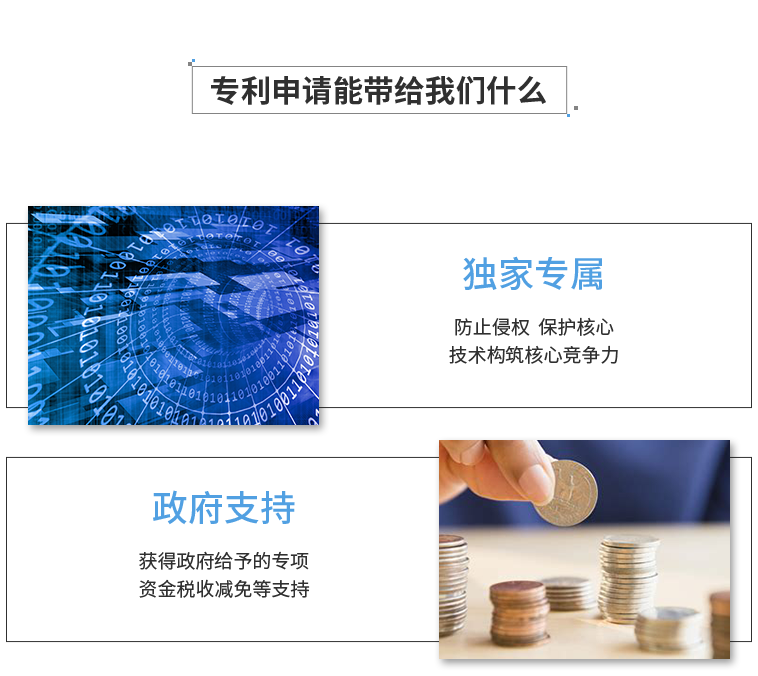 专利申请能带给我们什么
独家专属
防止侵权 保护核心
技术构筑核心竞争力
政府支持
获得政府给予的专项
资金税收减免等支持